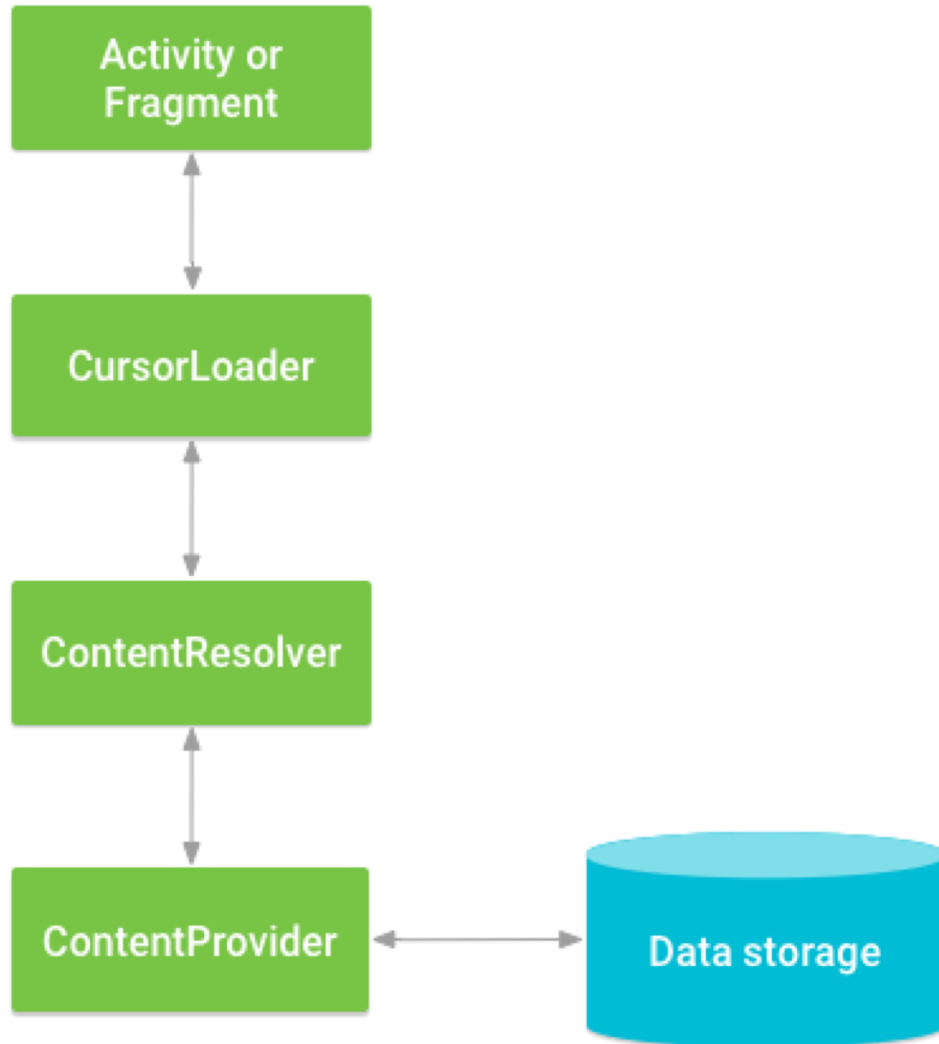 Activity or
Fragment
CursorLoader
ContentResolver
ContentProvider
Data storage